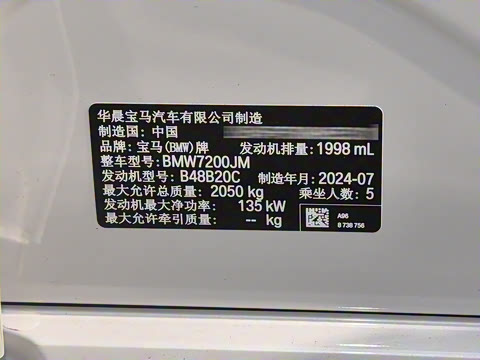 华晨宝马汽车有限公司制造
制造国：中国
品牌：宝马(BMW)牌 发动机排量：1998 mL
整车型号：BMW7200JM
发动机型号：B48B20C 制造年月：2024-07
最大允许总质量：2050 kg 乘坐人数：5
发动机最大净功率：135 kW
最大允许牵引质量：-- kg
A96
8 738 756